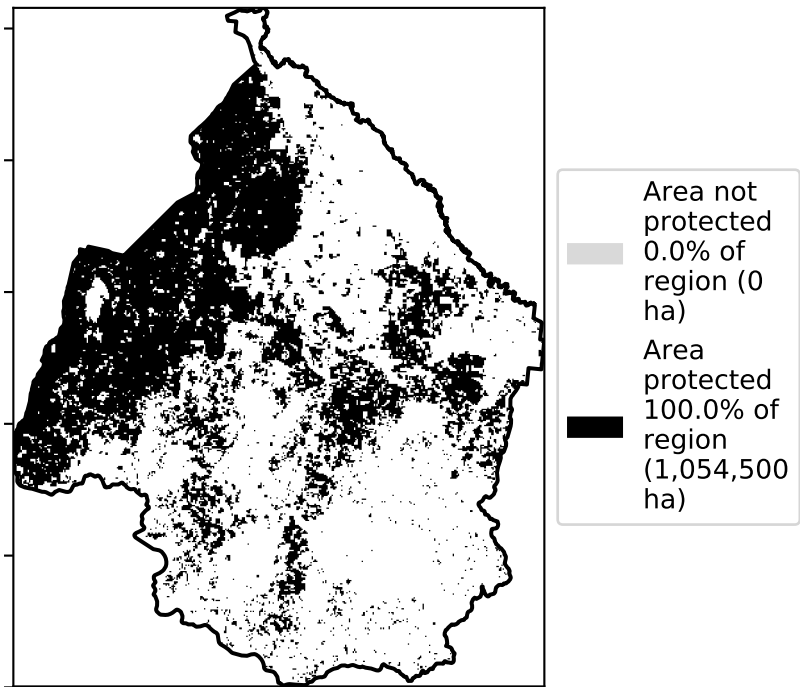 Area not
protected
0.0% of
region (0
ha)
Area
protected
100.0% of
region
(1,054,500
ha)